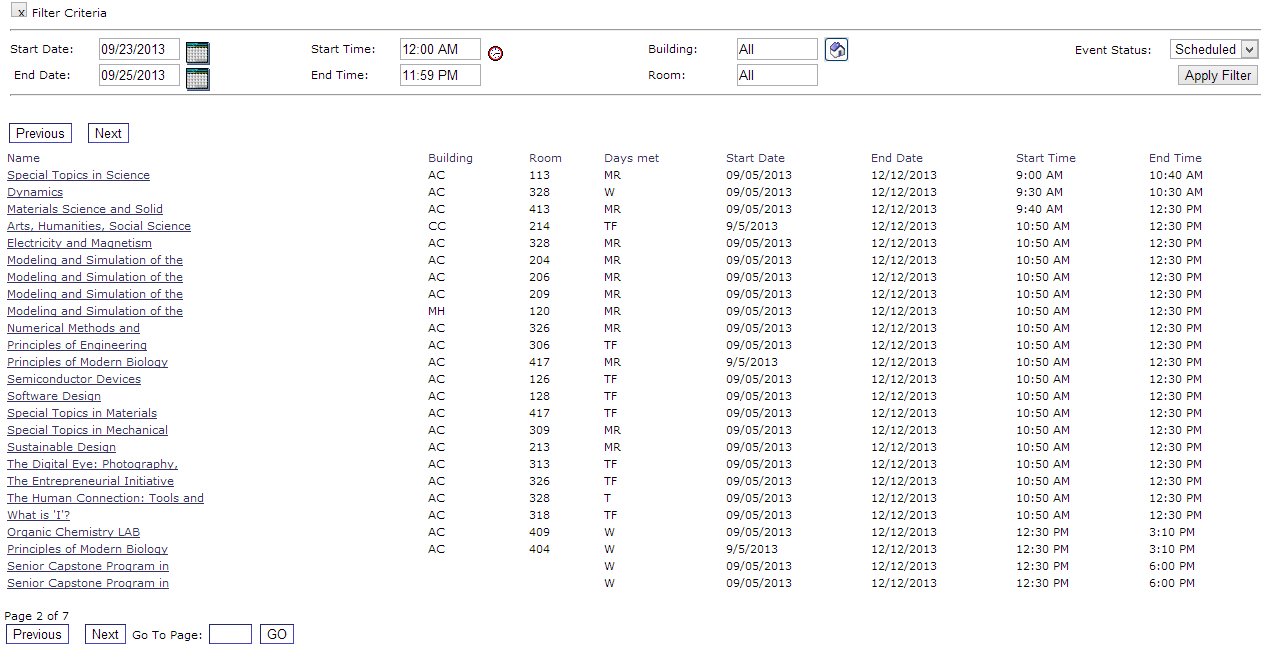 x Filter Criteria
Start Date: 09/23/2013 Start Time: 12:00 AM Building: All Event Status: Scheduled
End Date: 09/25/2013 End Time: 11:59 PM Room: All Apply Filter
Previous Next
Name Building Room Days met Start Date End Date Start Time End Time
Special Topics in Science AC 113 MR 09/05/2013 12/12/2013 9:00 AM 10:40 AM
Dynamics AC 328 W 09/05/2013 12/12/2013 9:30 AM 10:30 AM
Materials Science and Solid AC 413 MR 09/05/2013 12/12/2013 9:40 AM 12:30 PM
Arts, Humanities, Social Science CC 214 TF 9/5/2013 12/12/2013 10:50 AM 12:30 PM
Electricity and Magnetism AC 328 MR 09/05/2013 12/12/2013 10:50 AM 12:30 PM
Modeling and Simulation of the AC 204 MR 09/05/2013 12/12/2013 10:50 AM 12:30 PM
Modeling and Simulation of the AC 206 MR 09/05/2013 12/12/2013 10:50 AM 12:30 PM
Modeling and Simulation of the AC 209 MR 09/05/2013 12/12/2013 10:50 AM 12:30 PM
Modeling and Simulation of the MH 120 MR 09/05/2013 12/12/2013 10:50 AM 12:30 PM
Numerical Methods and AC 326 MR 09/05/2013 12/12/2013 10:50 AM 12:30 PM
Principles of Engineering AC 306 TF 09/05/2013 12/12/2013 10:50 AM 12:30 PM
Principles of Modern Biology AC 417 MR 9/5/2013 12/12/2013 10:50 AM 12:30 PM
Semiconductor Devices AC 126 TF 09/05/2013 12/12/2013 10:50 AM 12:30 PM
Software Design AC 128 TF 09/05/2013 12/12/2013 10:50 AM 12:30 PM
Special Topics in Materials AC 417 TF 09/05/2013 12/12/2013 10:50 AM 12:30 PM
Special Topics in Mechanical AC 309 MR 09/05/2013 12/12/2013 10:50 AM 12:30 PM
Sustainable Design AC 213 MR 09/05/2013 12/12/2013 10:50 AM 12:30 PM
The Digital Eye: Photography, AC 313 TF 09/05/2013 12/12/2013 10:50 AM 12:30 PM
The Entrepreneurial Initiative AC 326 TF 09/05/2013 12/12/2013 10:50 AM 12:30 PM
The Human Connection: Tools and AC 328 T 09/05/2013 12/12/2013 10:50 AM 12:30 PM
What is 'I'? AC 318 TF 09/05/2013 12/12/2013 10:50 AM 12:30 PM
Organic Chemistry LAB AC 409 W 09/05/2013 12/12/2013 12:30 PM 3:10 PM
Principles of Modern Biology AC 404 W 9/5/2013 12/12/2013 12:30 PM 3:10 PM
Senior Capstone Program in W 09/05/2013 12/12/2013 12:30 PM 6:00 PM
Senior Capstone Program in W 09/05/2013 12/12/2013 12:30 PM 6:00 PM
Page 2 of 7
Previous Next Go To Page: GO